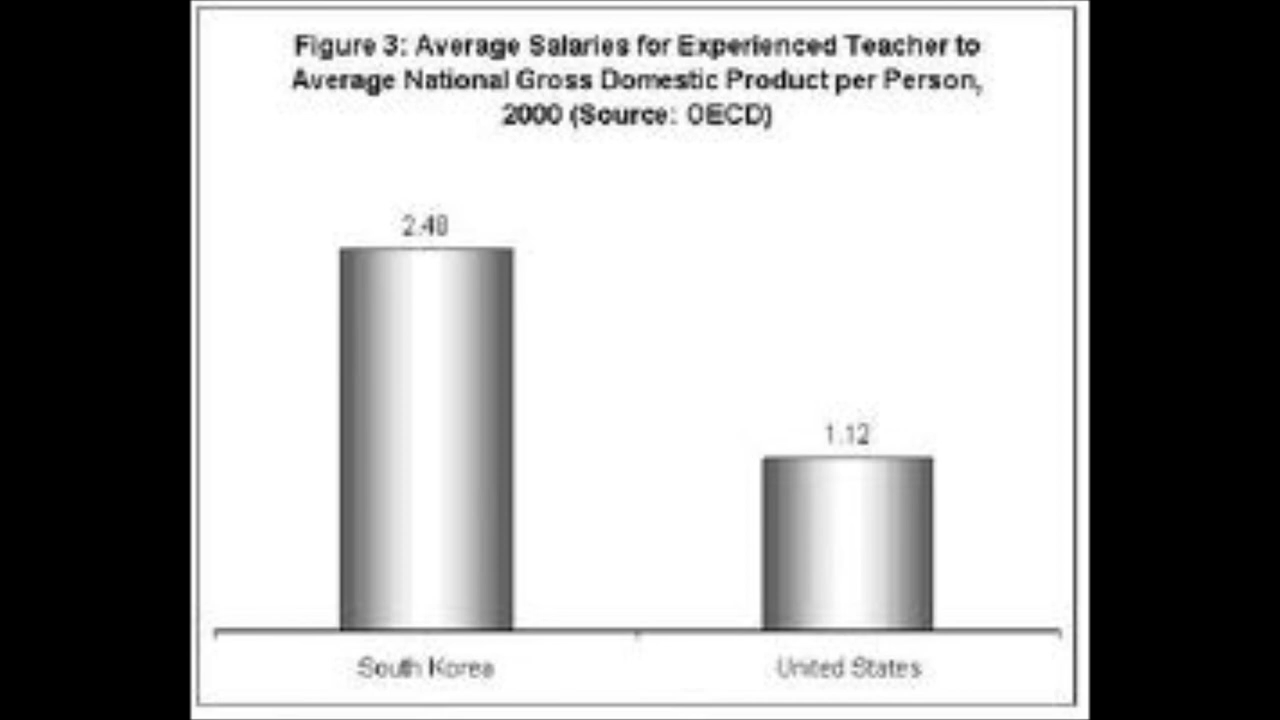 Figure 3: Average Salaries for Experienced Teacher to
Average National Gross Domestic Product per Person,
2000 (Source: OECD)
2.48
1.12
South Korea
United States